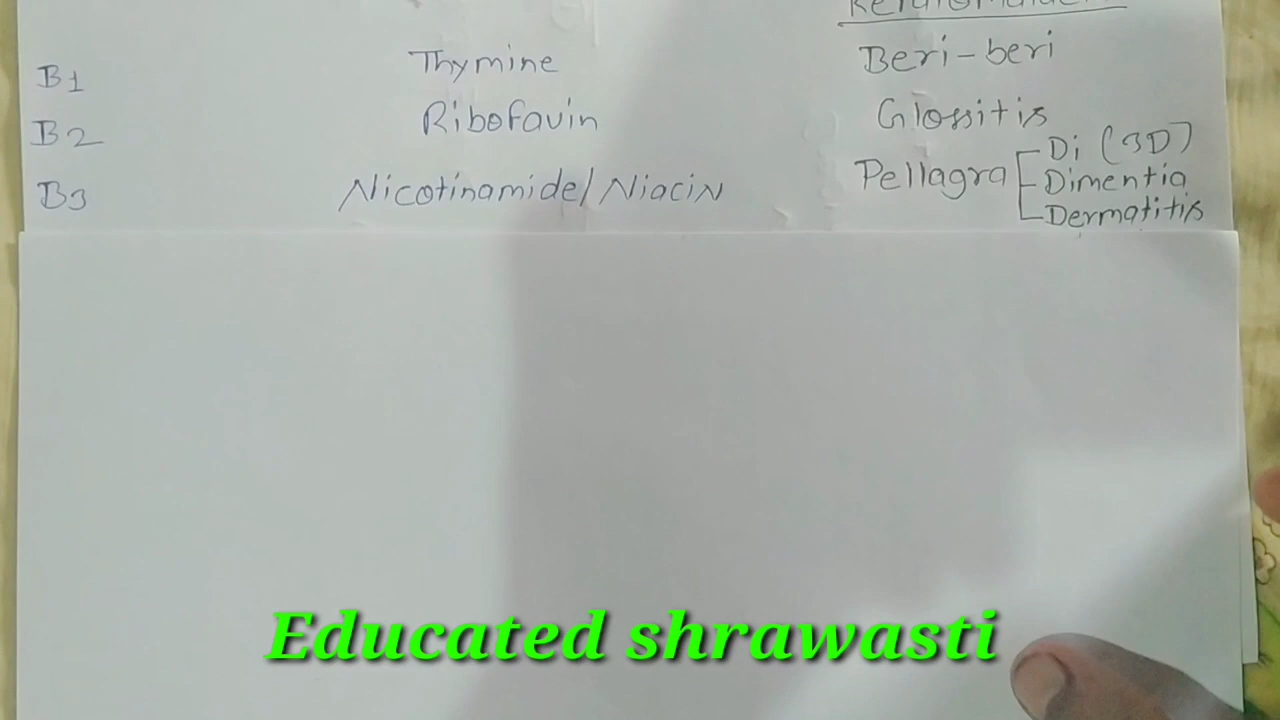 B1 Thymine Beri-beri
B2 Ribofavin Glossitis
B3 Nicotinamide/Niacin Pellagra Di (3D)
Dimentia
Dermatitis
Educated shrawasti